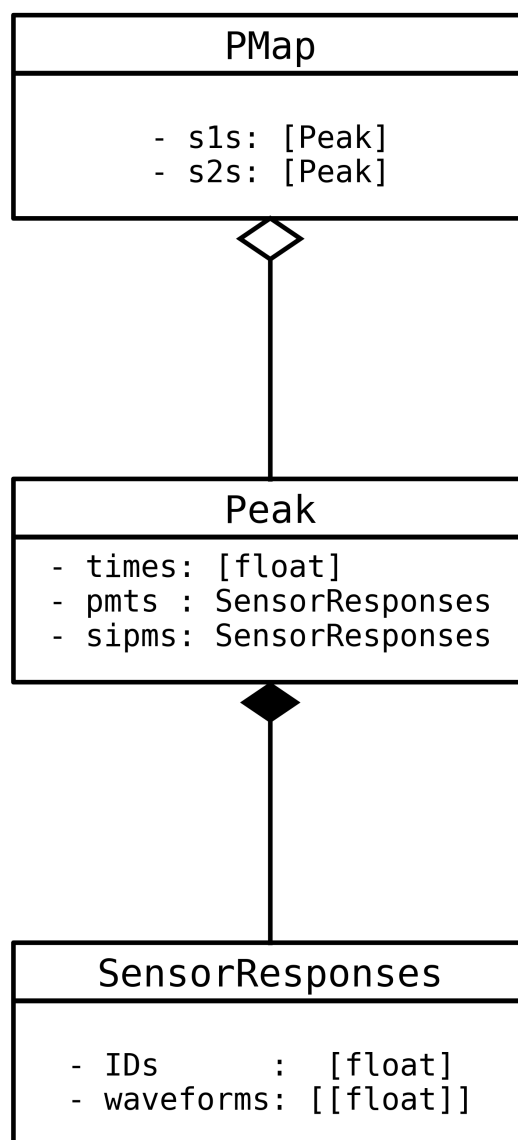 PMap
- s1s: [Peak]
- s2s: [Peak]
Peak
- times: [float]
- pmts : SensorResponses
- sipms: SensorResponses
SensorResponses
- IDs      :  [float]
- waveforms: [[float]]